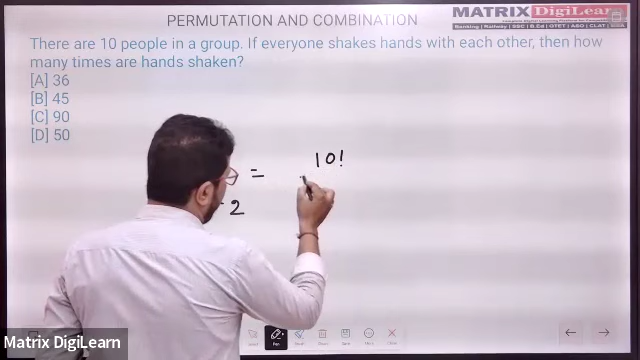 PERMUTATION AND COMBINATION
MATRIX DigiLearn
There are 10 people in a group. If everyone shakes hands with each other, then how
many times are hands shaken?
[A] 36
[B] 45
[C] 90
[D] 50
= 10!
2
Matrix DigiLearn